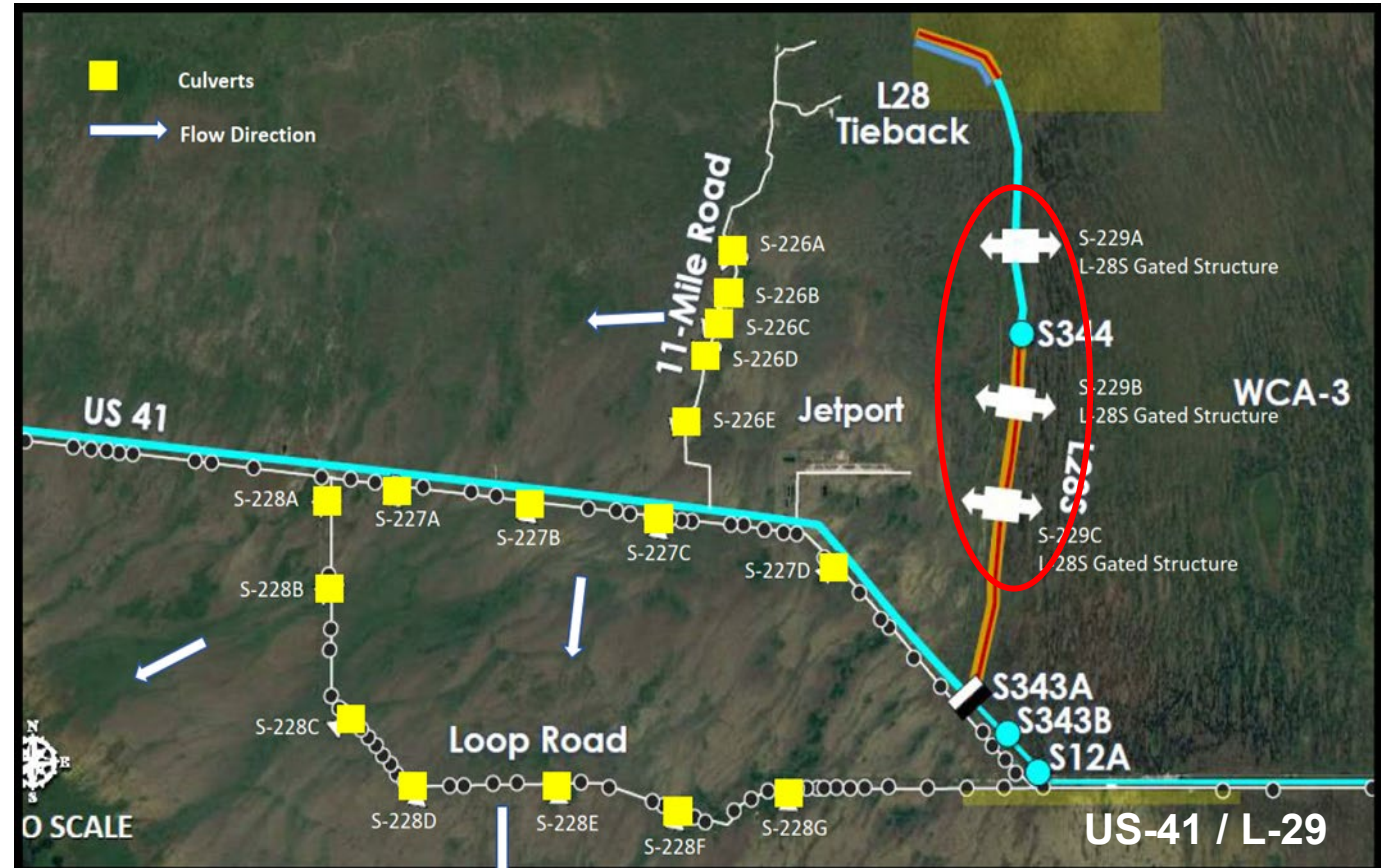 Culverts
Flow Direction
L28
Tieback
11-Mile Road
S-226A
S-226B
S-226C
S-226D
S-226E
S-229A
L-28S Gated Structure
S344
S-229B
L-28S Gated Structure
WCA-3
L28S
S-229C
L-28S Gated Structure
US 41
Jetport
S-228A
S-227A
S-227B
S-227C
S-227D
S-228B
S-228C
Loop Road
S343A
S343B
S12A
S-228D
S-228E
S-228F
S-228G
N
E
S
O SCALE
US-41 / L-29